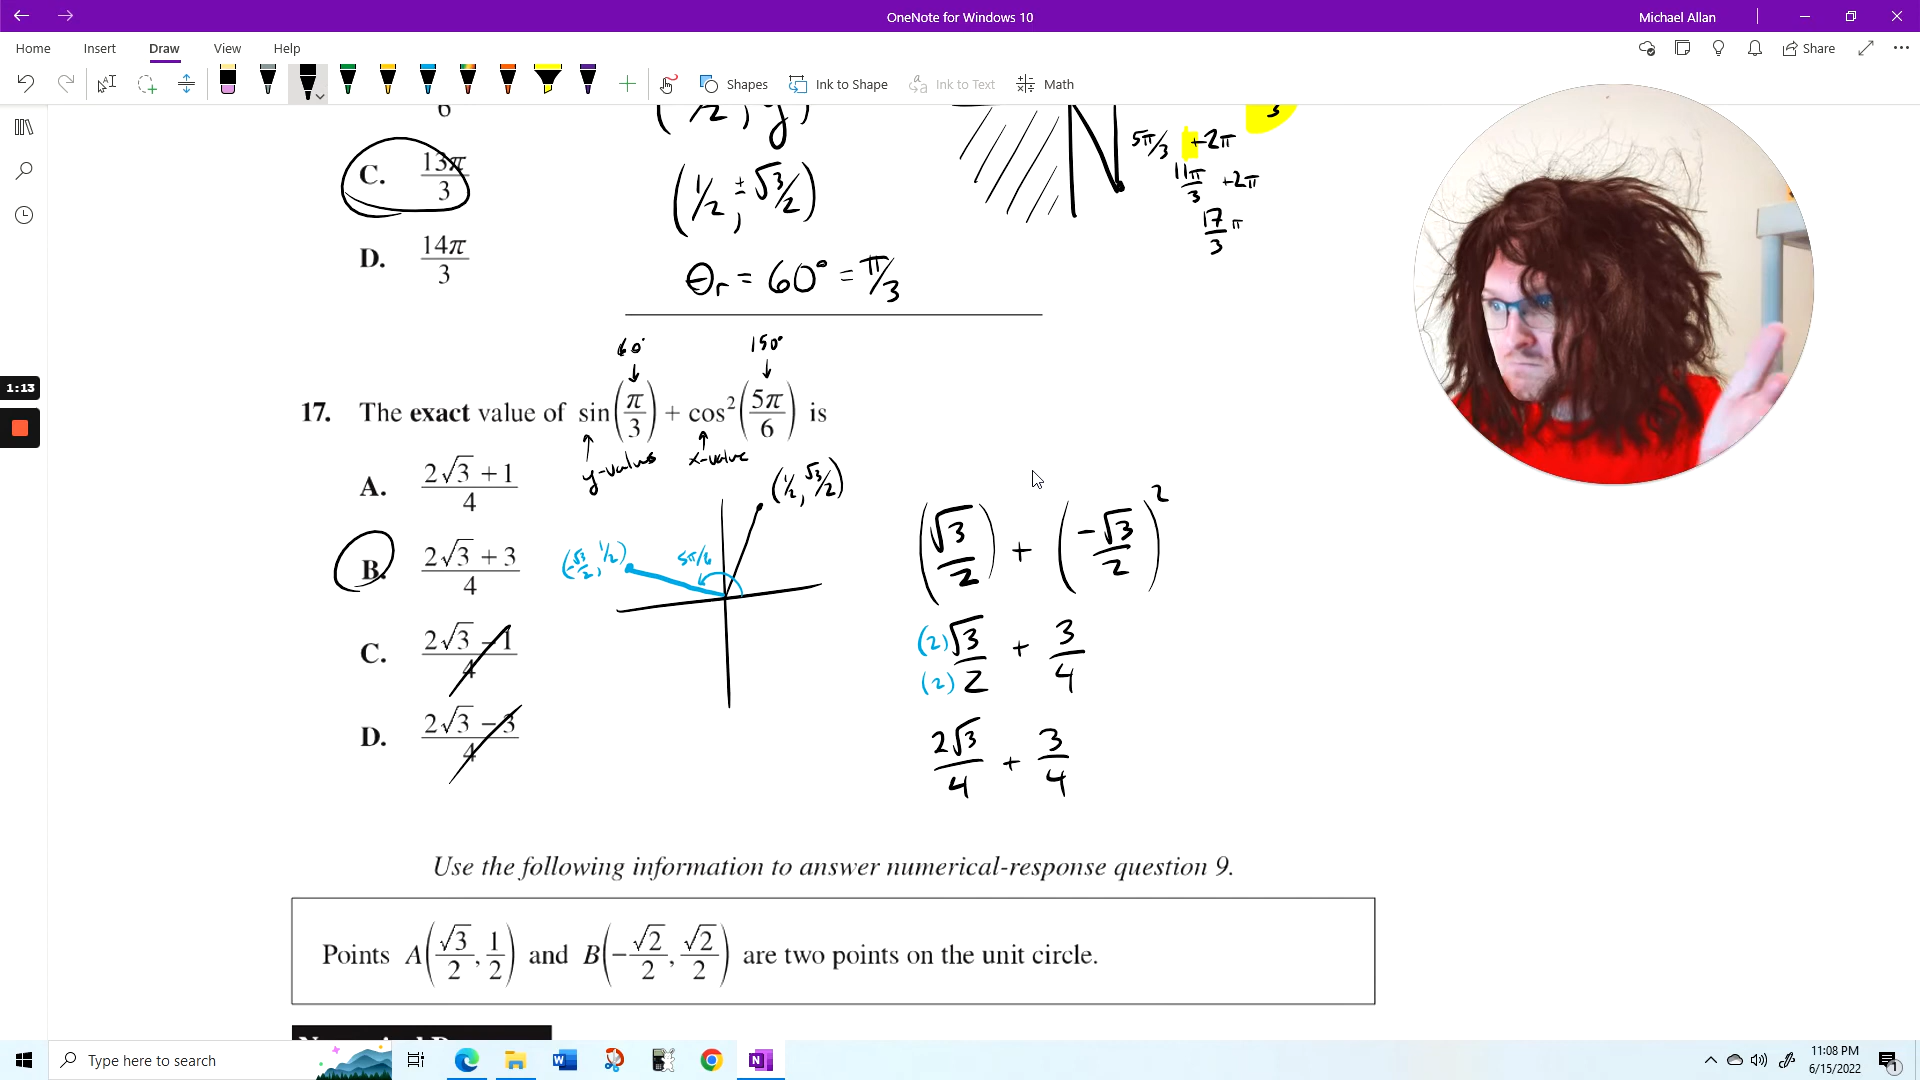 OneNote for Windows 10
Michael Allan
Home Insert Draw View Help
Share
Shapes Ink to Shape Ink to Text Math
6
(1/2, y)
3
5π/3 +2π
C. 13π/3
(1/2, ±√3/2)
11π/3 +2π
17/3 π
D. 14π/3
θr = 60° = π/3
60° 150°
1:13
17. The exact value of sin(π/3) + cos²(5π/6) is
y-values x-value
A. (2√3 + 1)/4
(1/2, √3/2)
(√3/2) + (-√3/2)²
B. (2√3 + 3)/4
(-√3/2, 1/2) 5π/6
C. (2√3 − 1)/4
(2)√3/(2)2 + 3/4
D. (2√3 − 3)/4
2√3/4 + 3/4
Use the following information to answer numerical-response question 9.
Points A(√3/2, 1/2) and B(−√2/2, √2/2) are two points on the unit circle.
Type here to search
11:08 PM
6/15/2022
1